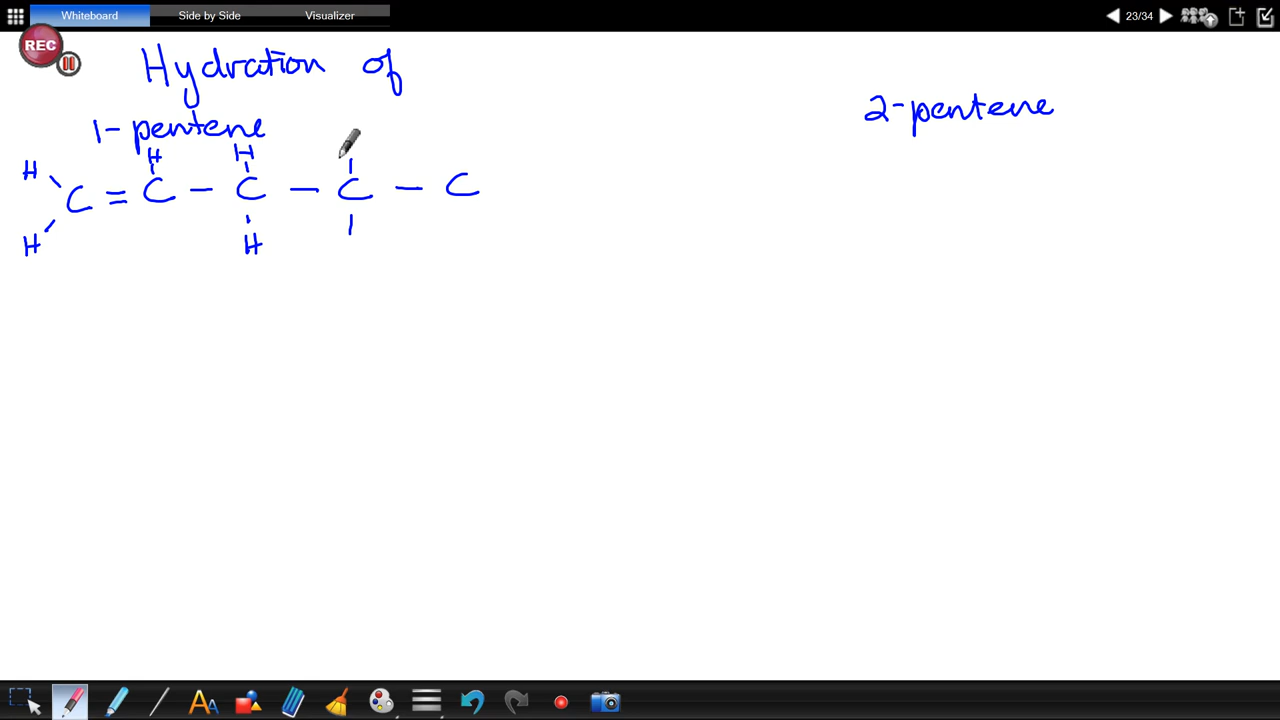 Whiteboard Side by Side Visualizer 23/34
REC
Hydration of
1-pentene
2-pentene
H H H
C = C - C - C - C
H H